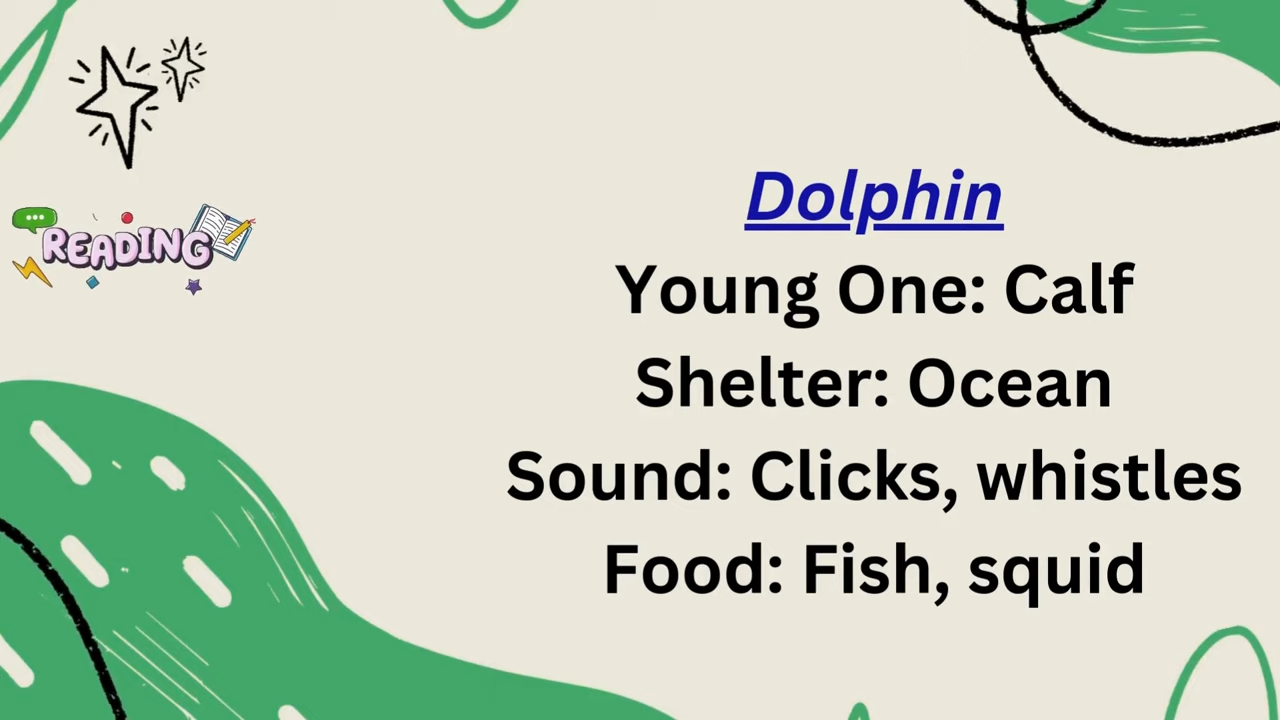 Dolphin
READING
Young One: Calf
Shelter: Ocean
Sound: Clicks, whistles
Food: Fish, squid